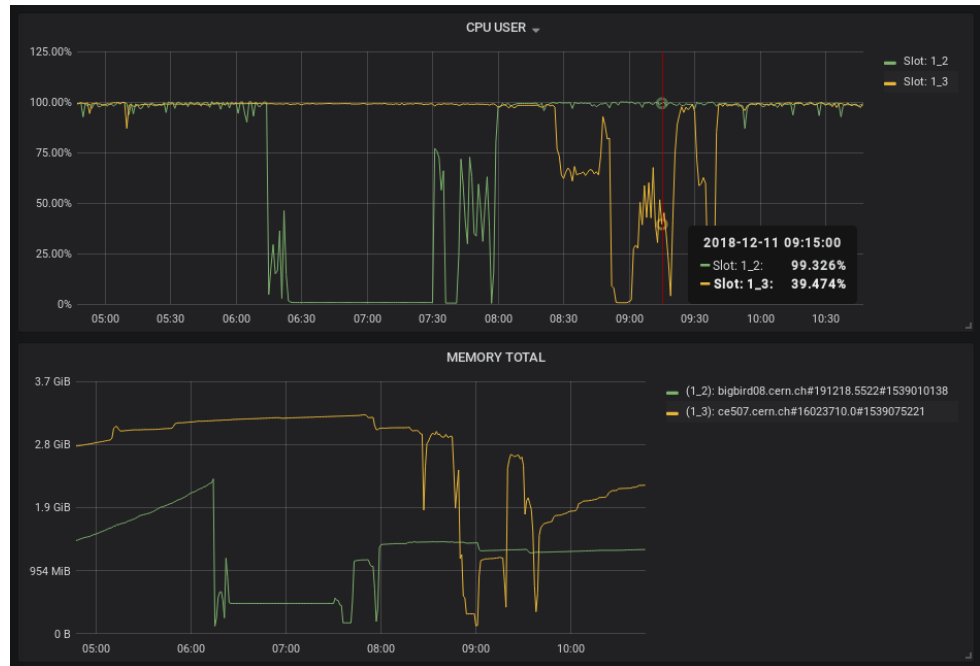 CPU USER
125.00%
100.00%
75.00%
50.00%
25.00%
0%
05:00 05:30 06:00 06:30 07:00 07:30 08:00 08:30 09:00 09:30 10:00 10:30
Slot: 1_2
Slot: 1_3
2018-12-11 09:15:00
Slot: 1_2: 99.326%
Slot: 1_3: 39.474%
MEMORY TOTAL
3.7 GiB
2.8 GiB
1.9 GiB
954 MiB
0 B
05:00 06:00 07:00 08:00 09:00 10:00
(1_2): bigbird08.cern.ch#191218.5522#1539010138
(1_3): ce507.cern.ch#16023710.0#1539075221